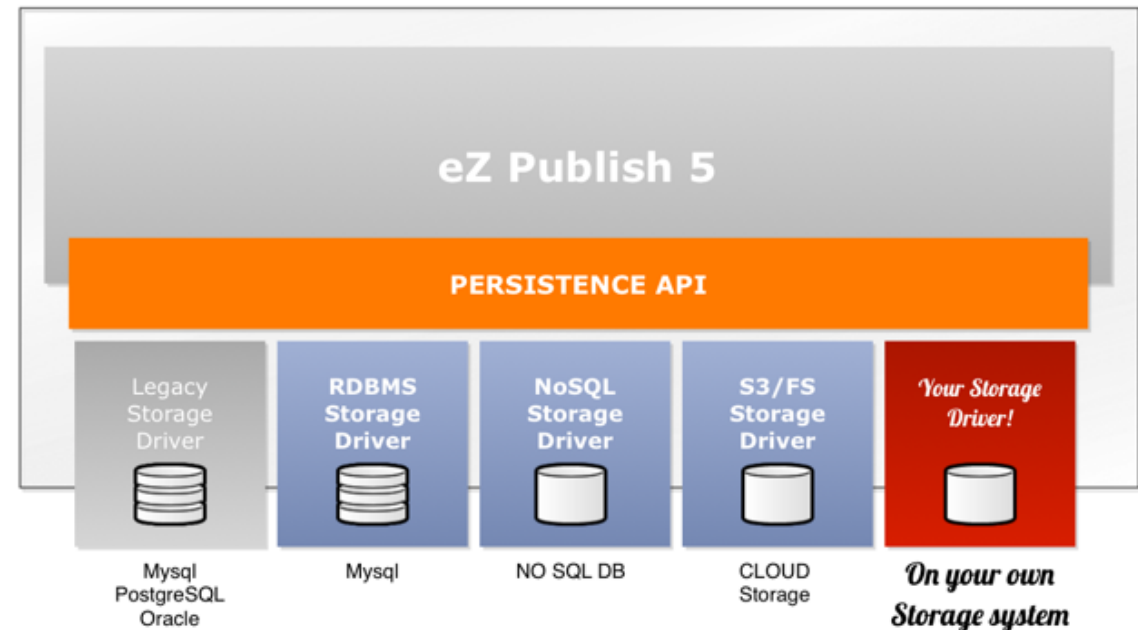 eZ Publish 5
PERSISTENCE API
Legacy
Storage
Driver
RDBMS
Storage
Driver
NoSQL
Storage
Driver
S3/FS
Storage
Driver
Your Storage
Driver!
Mysql
PostgreSQL
Oracle
Mysql
NO SQL DB
CLOUD
Storage
On your own
Storage system